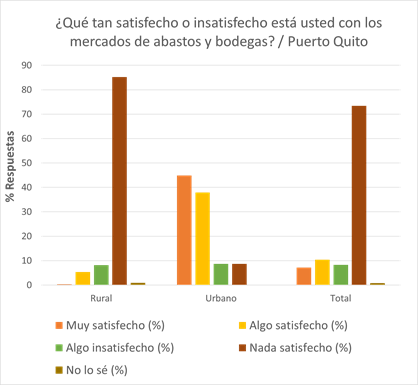 ¿Qué tan satisfecho o insatisfecho está usted con los
mercados de abastos y bodegas? / Puerto Quito
% Respuestas
90
80
70
60
50
40
30
20
10
0
Rural
Urbano
Total
Muy satisfecho (%)
Algo satisfecho (%)
Algo insatisfecho (%)
Nada satisfecho (%)
No lo sé (%)